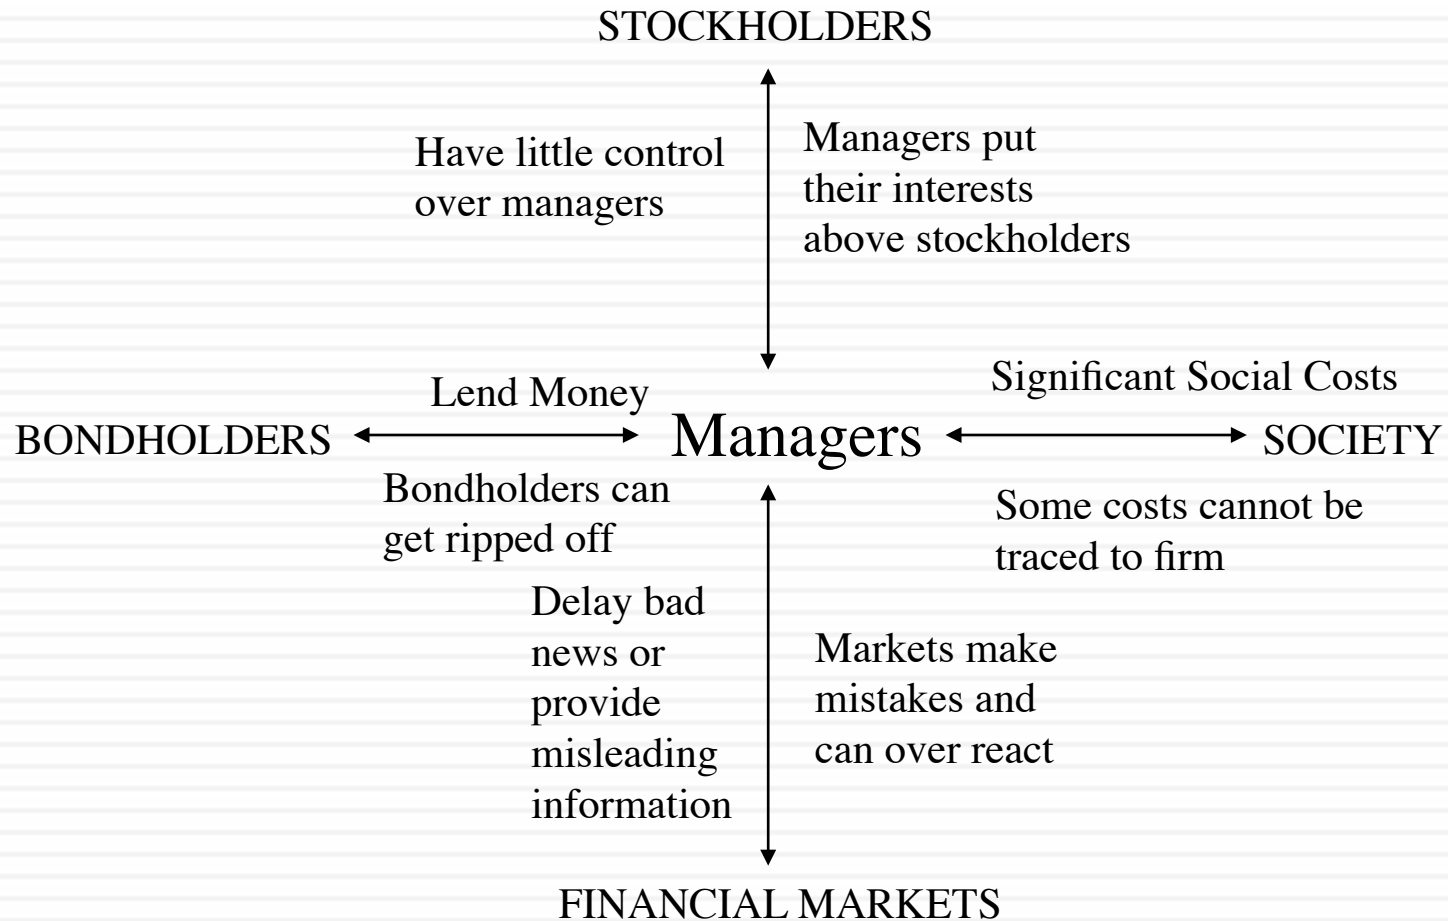 STOCKHOLDERS
Have little control
over managers
Managers put
their interests
above stockholders
Lend Money
Significant Social Costs
BONDHOLDERS
Managers
SOCIETY
Bondholders can
get ripped off
Some costs cannot be
traced to firm
Delay bad
news or
provide
misleading
information
Markets make
mistakes and
can over react
FINANCIAL MARKETS